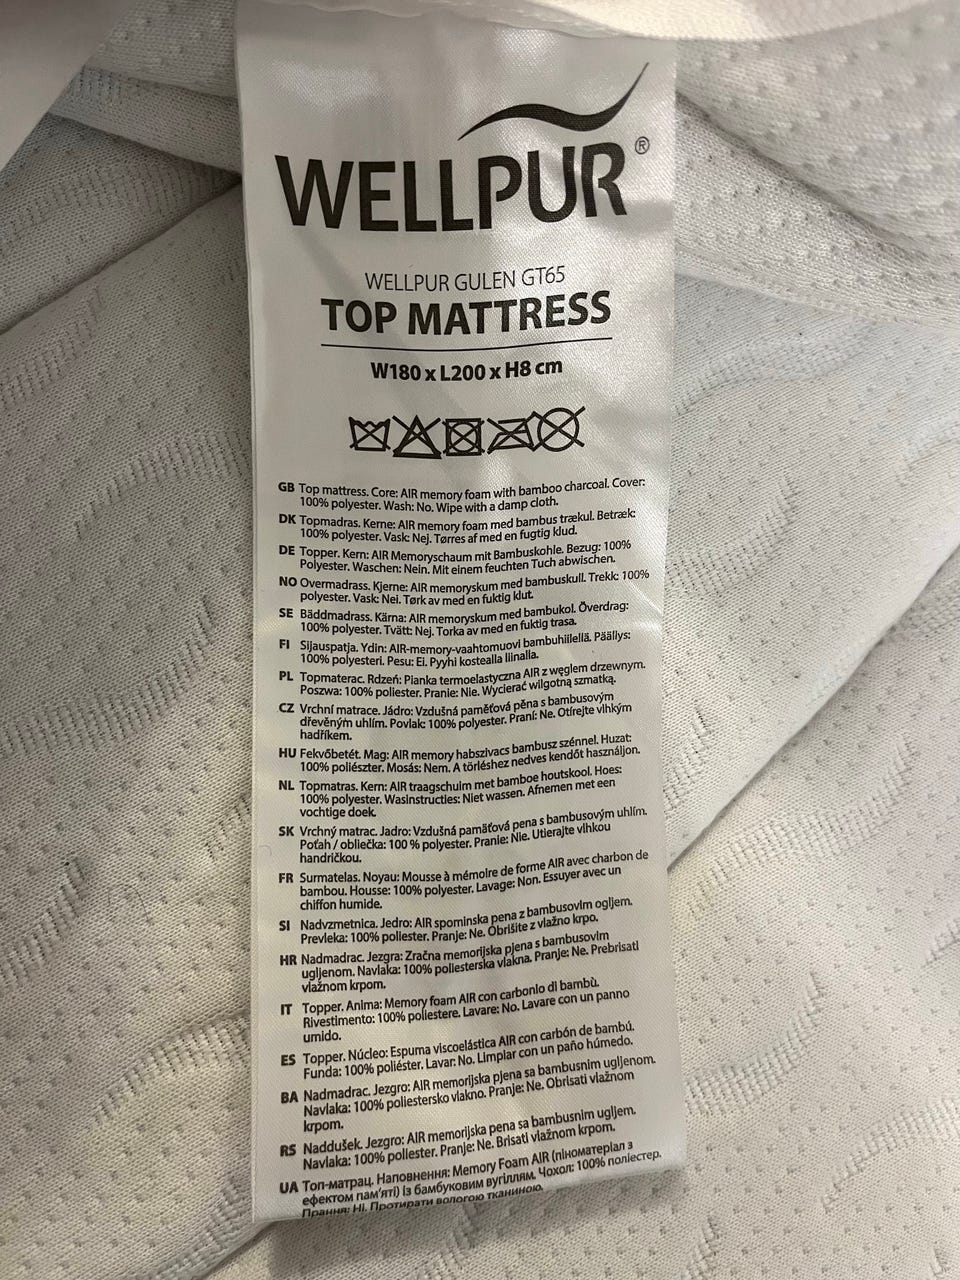 WELLPUR®
WELLPUR GULEN GT65
TOP MATTRESS
W180 x L200 x H8 cm
GB Top mattress. Core: AIR memory foam with bamboo charcoal. Cover:
100% polyester. Wash: No. Wipe with a damp cloth.
DK Topmadras. Kerne: AIR memory foam med bambus trækul. Betræk:
100% polyester. Vask: Nej. Tørres af med en fugtig klud.
DE Topper. Kern: AIR Memoryschaum mit Bambuskohle. Bezug: 100%
Polyester. Waschen: Nein. Mit einem feuchten Tuch abwischen.
NO Overmadrass. Kjerne: AIR memoryskum med bambuskull. Trekk: 100%
polyester. Vask: Nei. Tørk av med en fuktig klut.
SE Bäddmadrass. Kärna: AIR memoryskum med bambukol. Överdrag:
100% polyester. Tvätt: Nej. Torka av med en fuktig trasa.
FI Sijauspatja. Ydin: AIR-memory-vaahtomuovi bambuhiilellä. Päällys:
100% polyesteri. Pesu: Ei. Pyyhi kostealla liinalla.
PL Topmaterac. Rdzeń: Pianka termoelastyczna AIR z węglem drzewnym.
Poszwa: 100% poliester. Pranie: Nie. Wycierać wilgotną szmatką.
CZ Vrchní matrace. Jádro: Vzdušná paměťová pěna s bambusovým
dřevěným uhlím. Povlak: 100% polyester. Praní: Ne. Otírejte vlhkým
hadříkem.
HU Fekvőbetét. Mag: AIR memory habszivacs bambusz szénnel. Huzat:
100% poliészter. Mosás: Nem. A törléshez nedves kendőt használjon.
NL Topmatras. Kern: AIR traagschuim met bamboe houtskool. Hoes:
100% polyester. Wasinstructies: Niet wassen. Afnemen met een
vochtige doek.
SK Vrchný matrac. Jadro: Vzdušná pamäťová pena s bambusovým uhlím.
Poťah / obliečka: 100 % polyester. Pranie: Nie. Utierajte vlhkou
handričkou.
FR Surmatelas. Noyau: Mousse à mémoire de forme AIR avec charbon de
bambou. Housse: 100% polyester. Lavage: Non. Essuyer avec un
chiffon humide.
SI Nadvzmetnica. Jedro: AIR spominska pena z bambusovim ogljem.
Prevleka: 100% poliester. Pranje: Ne. Obrišite z vlažno krpo.
HR Nadmadrac. Jezgra: Zračna memorijska pjena s bambusovim
ugljenom. Navlaka: 100% poliesterska vlakna. Pranje: Ne. Prebrisati
vlažnom krpom.
IT Topper. Anima: Memory foam AIR con carbonio di bambù.
Rivestimento: 100% poliestere. Lavare: No. Lavare con un panno
umido.
ES Topper. Núcleo: Espuma viscoelástica AIR con carbón de bambú.
Funda: 100% poliéster. Lavar: No. Limpiar con un paño húmedo.
BA Nadmadrac. Jezgro: AIR memorijska pjena sa bambusnim ugljenom.
Navlaka: 100% poliestersko vlakno. Pranje: Ne. Obrisati vlažnom
krpom.
RS Naddušek. Jezgro: AIR memorijska pena sa bambusnim ugljem.
Navlaka: 100% poliester. Pranje: Ne. Brisati vlažnom krpom.
UA Топ-матрац. Наповнення: Memory Foam AIR (піноматеріал з
ефектом пам'яті) із бамбуковим вугіллям. Чохол: 100% поліестер.
Прання: Ні. Протирати вологою тканиною.